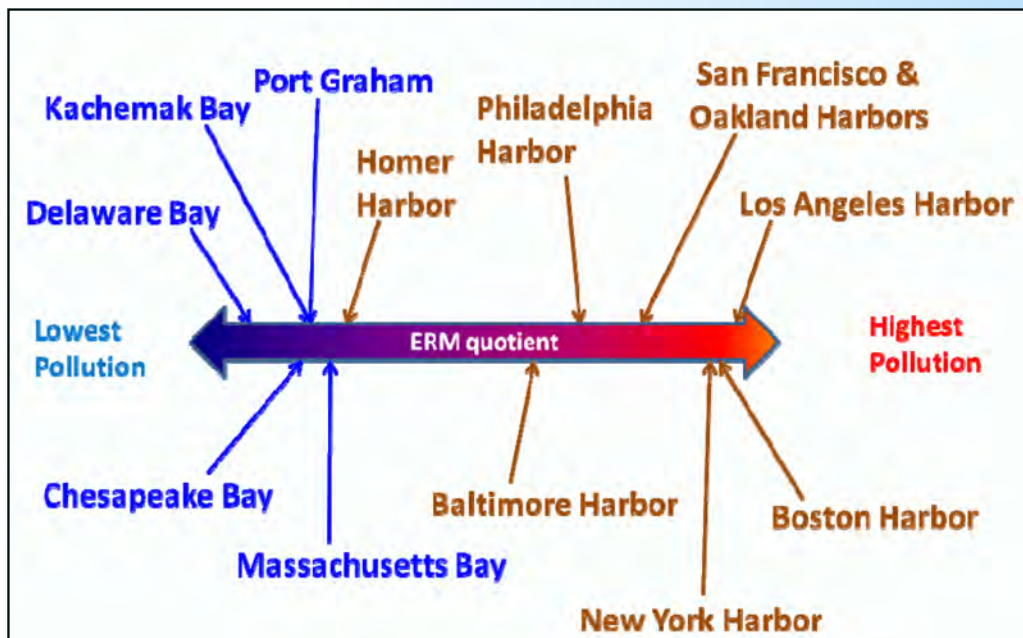 Port Graham
Kachemak Bay
Delaware Bay
Homer
Harbor
Philadelphia
Harbor
San Francisco &
Oakland Harbors
Los Angeles Harbor
Lowest
Pollution
ERM quotient
Highest
Pollution
Chesapeake Bay
Massachusetts Bay
Baltimore Harbor
Boston Harbor
New York Harbor